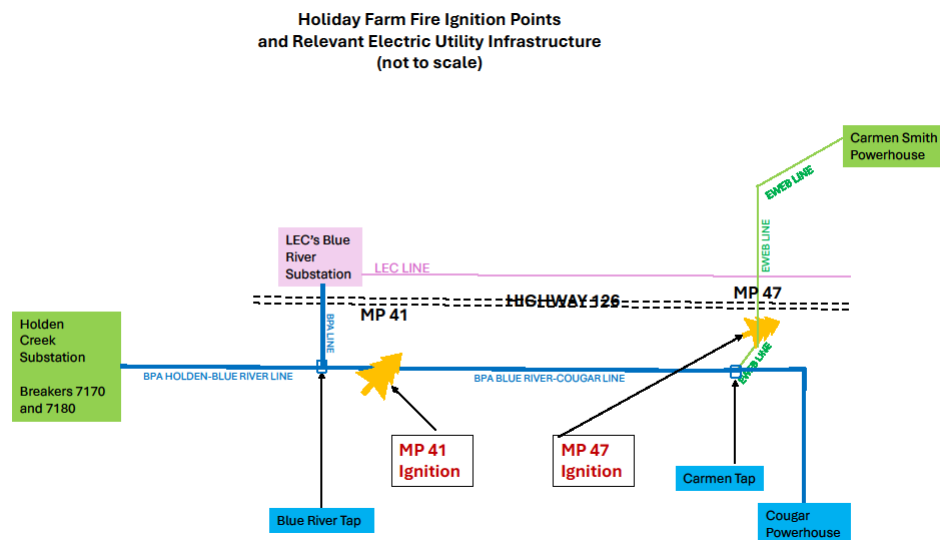 Holiday Farm Fire Ignition Points
and Relevant Electric Utility Infrastructure
(not to scale)
Carmen Smith
Powerhouse
EWEB LINE
EWEB LINE
LEC's Blue
River
Substation
LEC LINE
MP 47
HIGHWAY 126
MP 41
BPA LINE
Holden
Creek
Substation
Breakers 7170
and 7180
BPA HOLDEN-BLUE RIVER LINE
BPA BLUE RIVER-COUGAR LINE
EWEB LINE
MP 41
Ignition
MP 47
Ignition
Carmen Tap
Blue River Tap
Cougar
Powerhouse